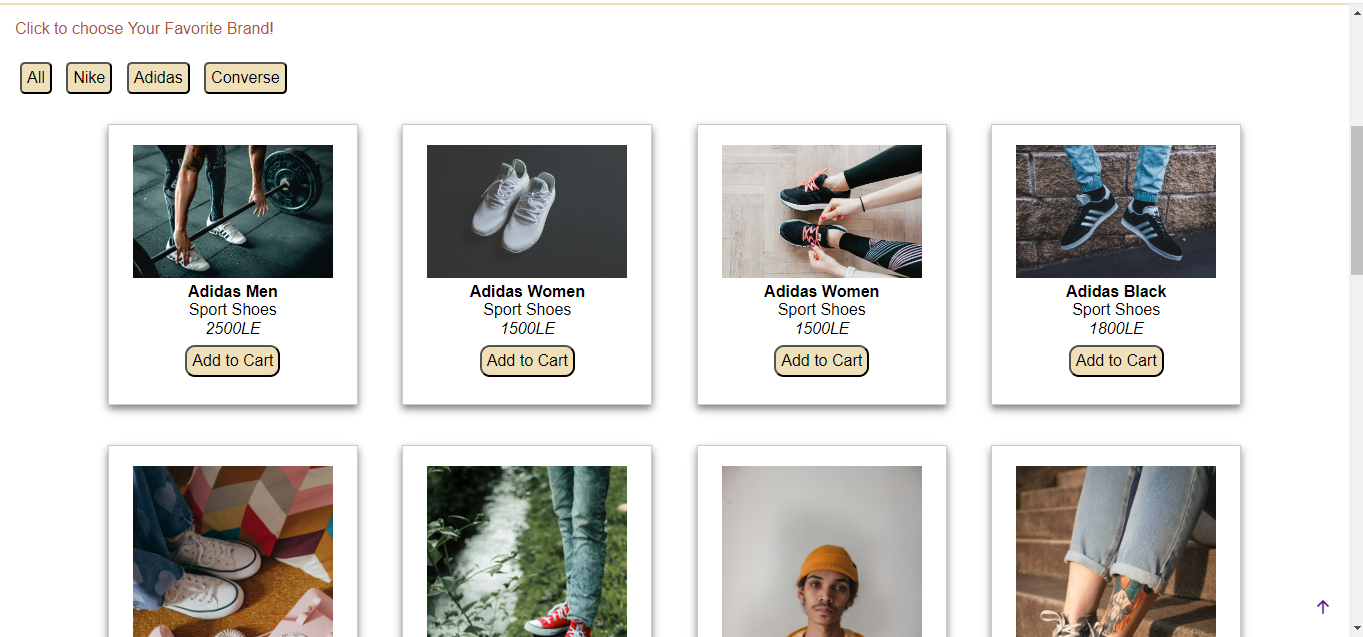 Click to choose Your Favorite Brand!
All Nike Adidas Converse
Adidas Men
Sport Shoes
2500LE
Add to Cart
Adidas Women
Sport Shoes
1500LE
Add to Cart
Adidas Women
Sport Shoes
1500LE
Add to Cart
Adidas Black
Sport Shoes
1800LE
Add to Cart